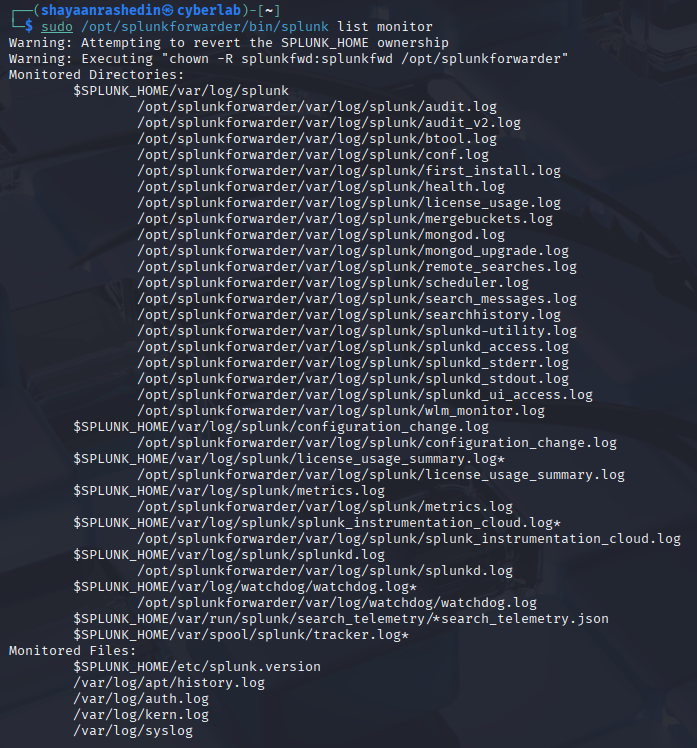 ┌──(shayaanrashedin㉿cyberlab)-[~]
└─$ sudo /opt/splunkforwarder/bin/splunk list monitor
Warning: Attempting to revert the SPLUNK_HOME ownership
Warning: Executing "chown -R splunkfwd:splunkfwd /opt/splunkforwarder"
Monitored Directories:
$SPLUNK_HOME/var/log/splunk
/opt/splunkforwarder/var/log/splunk/audit.log
/opt/splunkforwarder/var/log/splunk/audit_v2.log
/opt/splunkforwarder/var/log/splunk/btool.log
/opt/splunkforwarder/var/log/splunk/conf.log
/opt/splunkforwarder/var/log/splunk/first_install.log
/opt/splunkforwarder/var/log/splunk/health.log
/opt/splunkforwarder/var/log/splunk/license_usage.log
/opt/splunkforwarder/var/log/splunk/mergebuckets.log
/opt/splunkforwarder/var/log/splunk/mongod.log
/opt/splunkforwarder/var/log/splunk/mongod_upgrade.log
/opt/splunkforwarder/var/log/splunk/remote_searches.log
/opt/splunkforwarder/var/log/splunk/scheduler.log
/opt/splunkforwarder/var/log/splunk/search_messages.log
/opt/splunkforwarder/var/log/splunk/searchhistory.log
/opt/splunkforwarder/var/log/splunk/splunkd-utility.log
/opt/splunkforwarder/var/log/splunk/splunkd_access.log
/opt/splunkforwarder/var/log/splunk/splunkd_stderr.log
/opt/splunkforwarder/var/log/splunk/splunkd_stdout.log
/opt/splunkforwarder/var/log/splunk/splunkd_ui_access.log
/opt/splunkforwarder/var/log/splunk/wlm_monitor.log
$SPLUNK_HOME/var/log/splunk/configuration_change.log
/opt/splunkforwarder/var/log/splunk/configuration_change.log
$SPLUNK_HOME/var/log/splunk/license_usage_summary.log*
/opt/splunkforwarder/var/log/splunk/license_usage_summary.log
$SPLUNK_HOME/var/log/splunk/metrics.log
/opt/splunkforwarder/var/log/splunk/metrics.log
$SPLUNK_HOME/var/log/splunk/splunk_instrumentation_cloud.log*
/opt/splunkforwarder/var/log/splunk/splunk_instrumentation_cloud.log
$SPLUNK_HOME/var/log/splunk/splunkd.log
/opt/splunkforwarder/var/log/splunk/splunkd.log
$SPLUNK_HOME/var/log/watchdog/watchdog.log*
/opt/splunkforwarder/var/log/watchdog/watchdog.log
$SPLUNK_HOME/var/run/splunk/search_telemetry/*search_telemetry.json
$SPLUNK_HOME/var/spool/splunk/tracker.log*
Monitored Files:
$SPLUNK_HOME/etc/splunk.version
/var/log/apt/history.log
/var/log/auth.log
/var/log/kern.log
/var/log/syslog